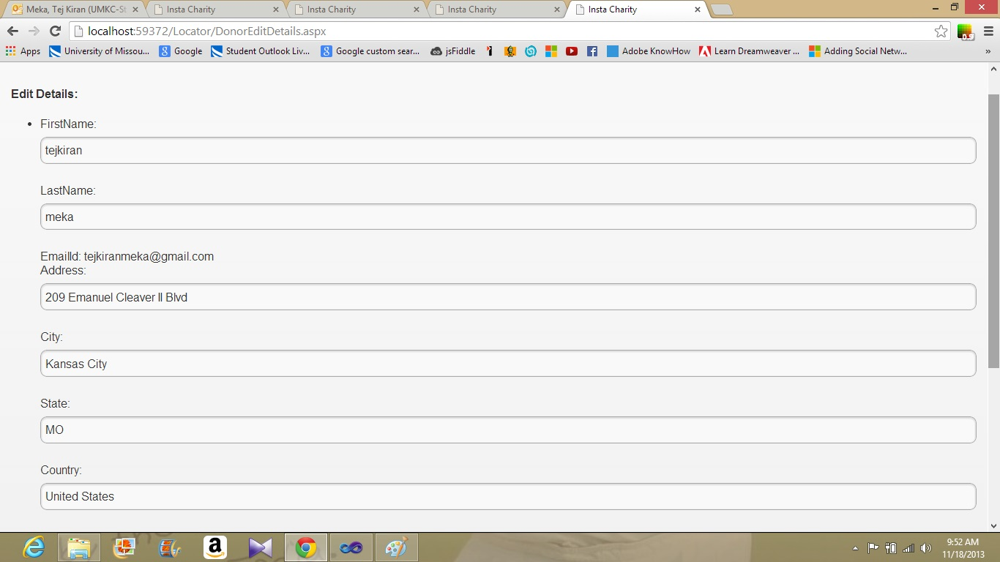 Meka, Tej Kiran (UMKC-St
Insta Charity
Insta Charity
Insta Charity
Insta Charity
localhost:59372/Locator/DonorEditDetails.aspx
0.9
Apps
University of Missou...
Google
Student Outlook Liv...
Google custom sear...
jsFiddle
Adobe KnowHow
Learn Dreamweaver ...
Adding Social Netw...
»
Edit Details:
• FirstName:
tejkiran
LastName:
meka
EmailId: tejkiranmeka@gmail.com
Address:
209 Emanuel Cleaver II Blvd
City:
Kansas City
State:
MO
Country:
United States
9:52 AM
11/18/2013